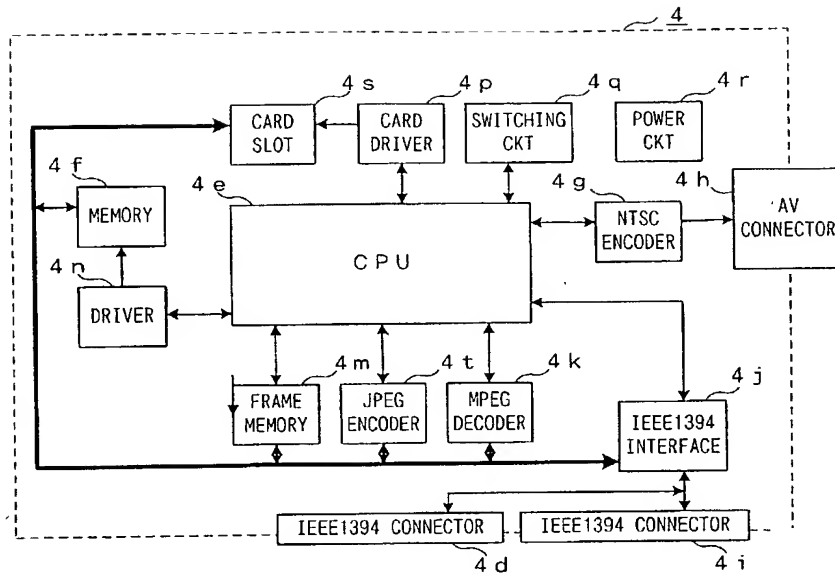 4
4s
4p
4q
4r
CARD
SLOT
CARD
DRIVER
SWITCHING
CKT
POWER
CKT
4f
4e
4g
4h
MEMORY
CPU
NTSC
ENCODER
AV
CONNECTOR
4n
DRIVER
4m
4t
4k
4j
FRAME
MEMORY
JPEG
ENCODER
MPEG
DECODER
IEEE1394
INTERFACE
IEEE1394 CONNECTOR
IEEE1394 CONNECTOR
4d
4i